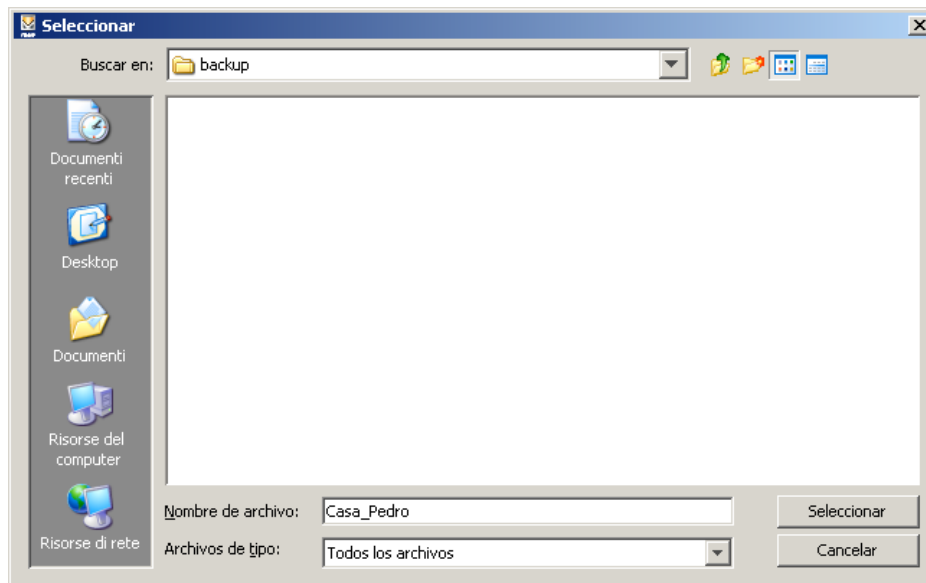 Seleccionar
Buscar en:
backup
Documenti
recenti
Desktop
Documenti
Risorse del
computer
Risorse di rete
Nombre de archivo:
Casa_Pedro
Seleccionar
Archivos de tipo:
Todos los archivos
Cancelar